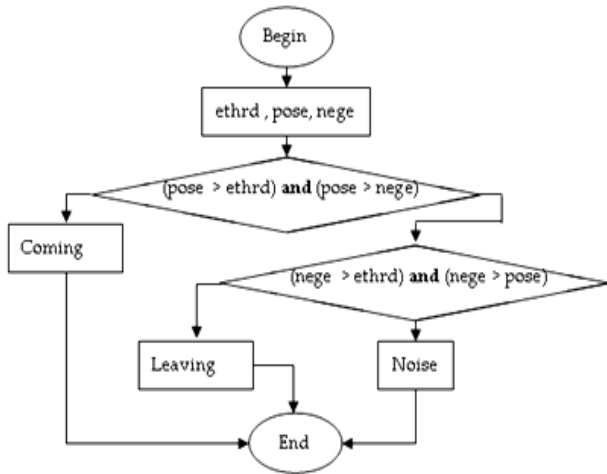 Begin
ethrd , pose, nege
(pose > ethrd) and (pose > nege)
Coming
(nege > ethrd) and (nege > pose)
Leaving
Noise
End